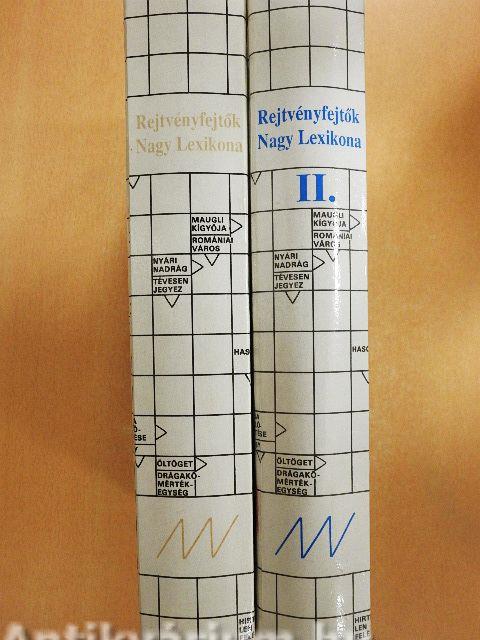 Rejtvényfejtők
Nagy Lexikona
MAUGLI
KÍGYÓJA
ROMÁNIAI
VÁROS
NYÁRI
NADRÁG
TÉVESEN
JEGYEZ
HASO
ÖLTÖGET
DRÁGAKŐ-
MÉRTÉK-
EGYSÉG
Rejtvényfejtők
Nagy Lexikona
II.
MAUGLI
KÍGYÓJA
ROMÁNIAI
VÁROS
NYÁRI
NADRÁG
TÉVESEN
JEGYEZ
HASO
ÖLTÖGET
DRÁGAKŐ-
MÉRTÉK-
EGYSÉG